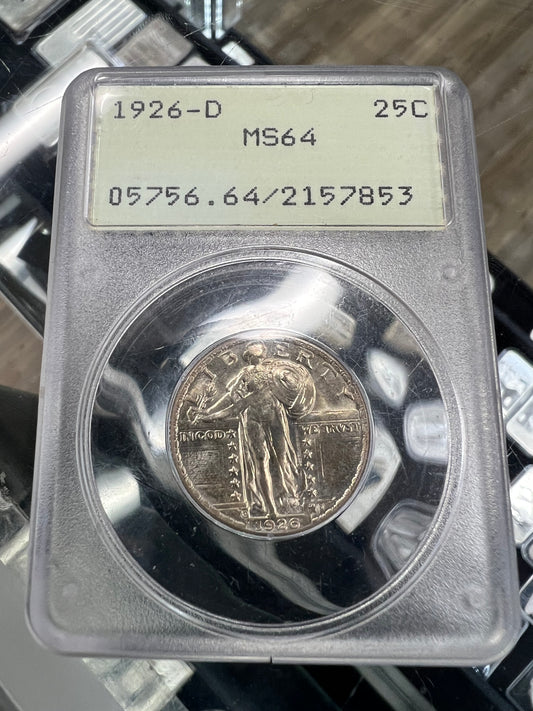 1926-D 25C
MS64
05756.64/2157853
LIBERTY
IN GOD WE TRUST
1926